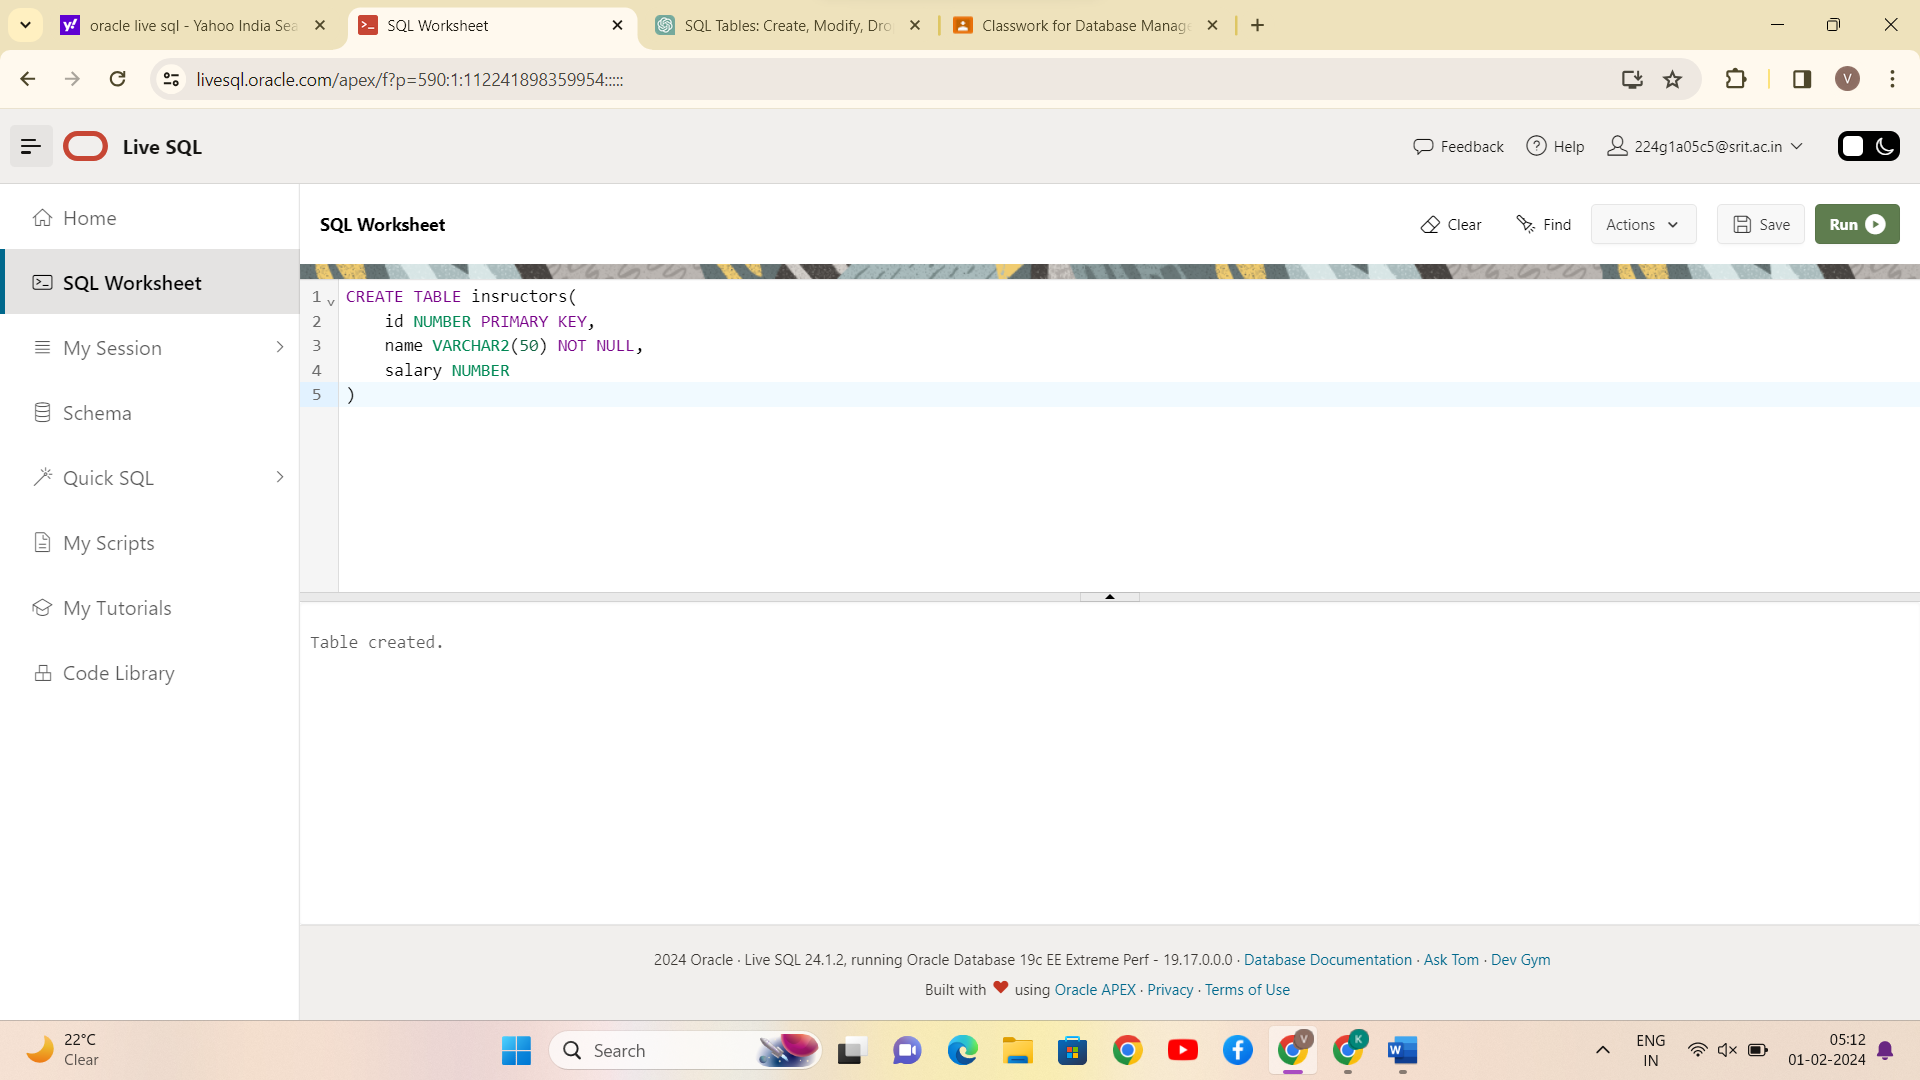 oracle live sql - Yahoo India Sea
SQL Worksheet
SQL Tables: Create, Modify, Dro
Classwork for Database Manage
livesql.oracle.com/apex/f?p=590:1:112241898359954:::::
V
Live SQL
Feedback
Help
224g1a05c5@srit.ac.in
Home
SQL Worksheet
My Session
Schema
Quick SQL
My Scripts
My Tutorials
Code Library
SQL Worksheet
Clear
Find
Actions
Save
Run
1 CREATE TABLE insructors(
2 id NUMBER PRIMARY KEY,
3 name VARCHAR2(50) NOT NULL,
4 salary NUMBER
5 )
Table created.
2024 Oracle · Live SQL 24.1.2, running Oracle Database 19c EE Extreme Perf - 19.17.0.0.0 · Database Documentation · Ask Tom · Dev Gym
Built with ❤ using Oracle APEX · Privacy · Terms of Use
22°C
Clear
Search
V
K
W
ENG
IN
05:12
01-02-2024